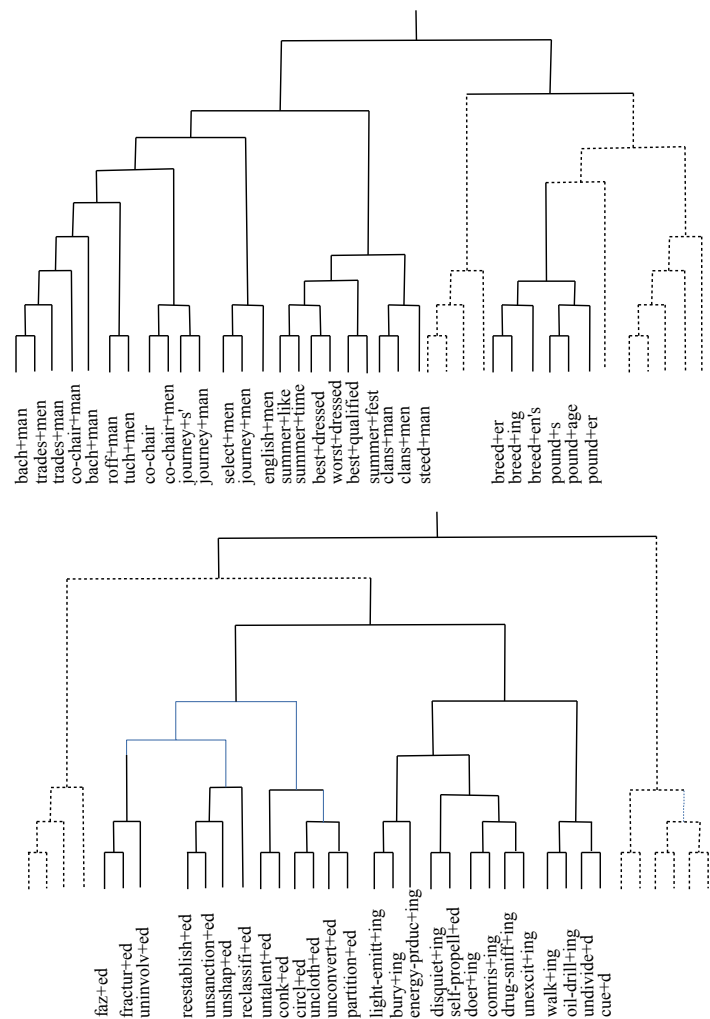 bach+man
trades+men
trades+man
co-chair+man
bach+man
roff+man
tuch+men
co-chair
co-chair+men
journey+s'
journey+man
select+men
journey+men
english+men
summer+like
summer+time
best+dressed
worst+dressed
best+qualified
summer+fest
clans+man
clans+men
steed+man
breed+er
breed+ing
breed+en's
pound+s
pound+age
pound+er
faz+ed
fractur+ed
uninvolv+ed
reestablish+ed
unsanction+ed
unshap+ed
reclassifi+ed
untalent+ed
conk+ed
circl+ed
uncloth+ed
unconvert+ed
partition+ed
light-emitt+ing
bury+ing
energy-prduc+ing
disquiet+ing
self-propell+ed
doer+ing
comris+ing
drug-sniff+ing
unexcit+ing
walk+ing
oil-drill+ing
undivide+d
cue+d